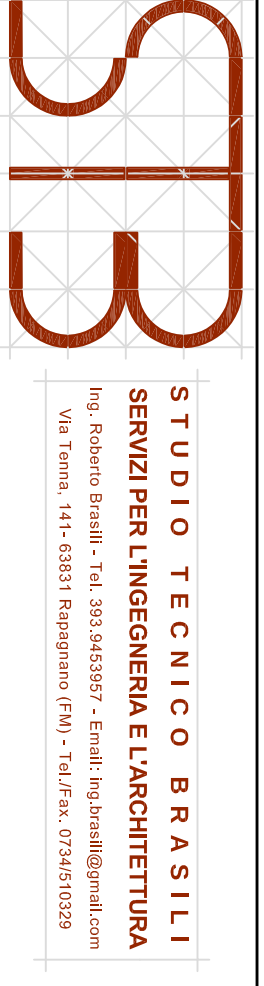 STUDIO TECNICO BRASILI
SERVIZI PER L'INGEGNERIA E L'ARCHITETTURA
Ing. Roberto Brasili - Tel. 393.9453957 - Email: ing.brasili@gmail.com
Via Tenna, 141- 63831 Rapagnano (FM) - Tel./Fax. 0734/510329